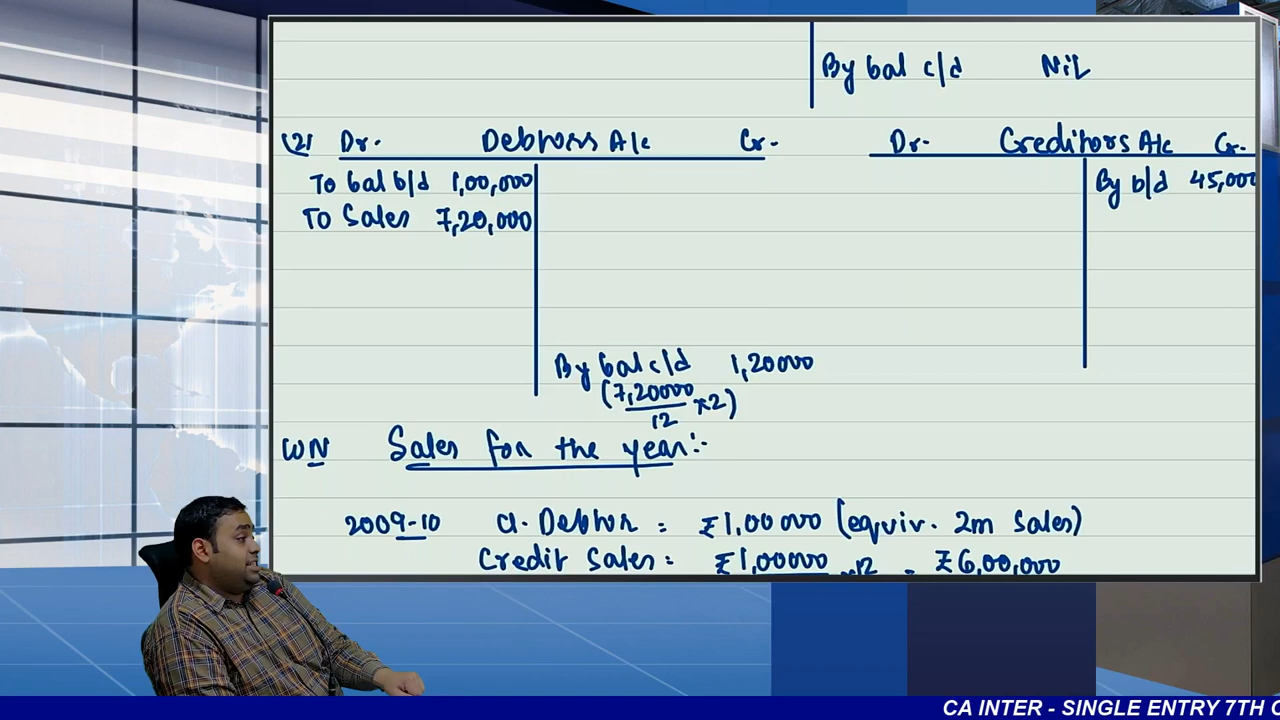 By bal c/d NiL
(2) Dr. Debtors A/c Cr. Dr. Creditors A/c Cr.
To bal b/d 1,00,000 By b/d 45,000
To Sales 7,20,000
By bal c/d 1,20000
(7,20000/12 x2)
WN Sales for the year:-
2009-10 Cl. Debtor = ₹1,00000 (equiv. 2m Sales)
Credit Sales = ₹1,00000 x12 = ₹6,00,000
CA INTER - SINGLE ENTRY 7TH C